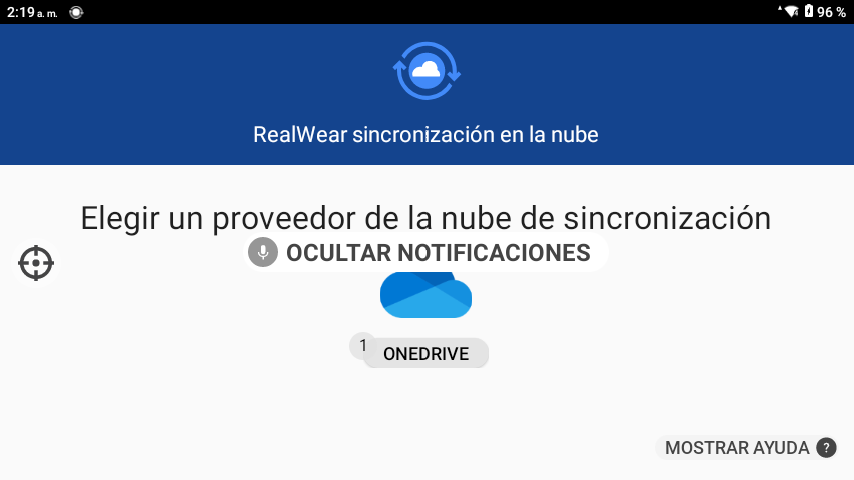 2:19 a. m.
96 %
RealWear sincronización en la nube
Elegir un proveedor de la nube de sincronización
OCULTAR NOTIFICACIONES
1
ONEDRIVE
MOSTRAR AYUDA ?